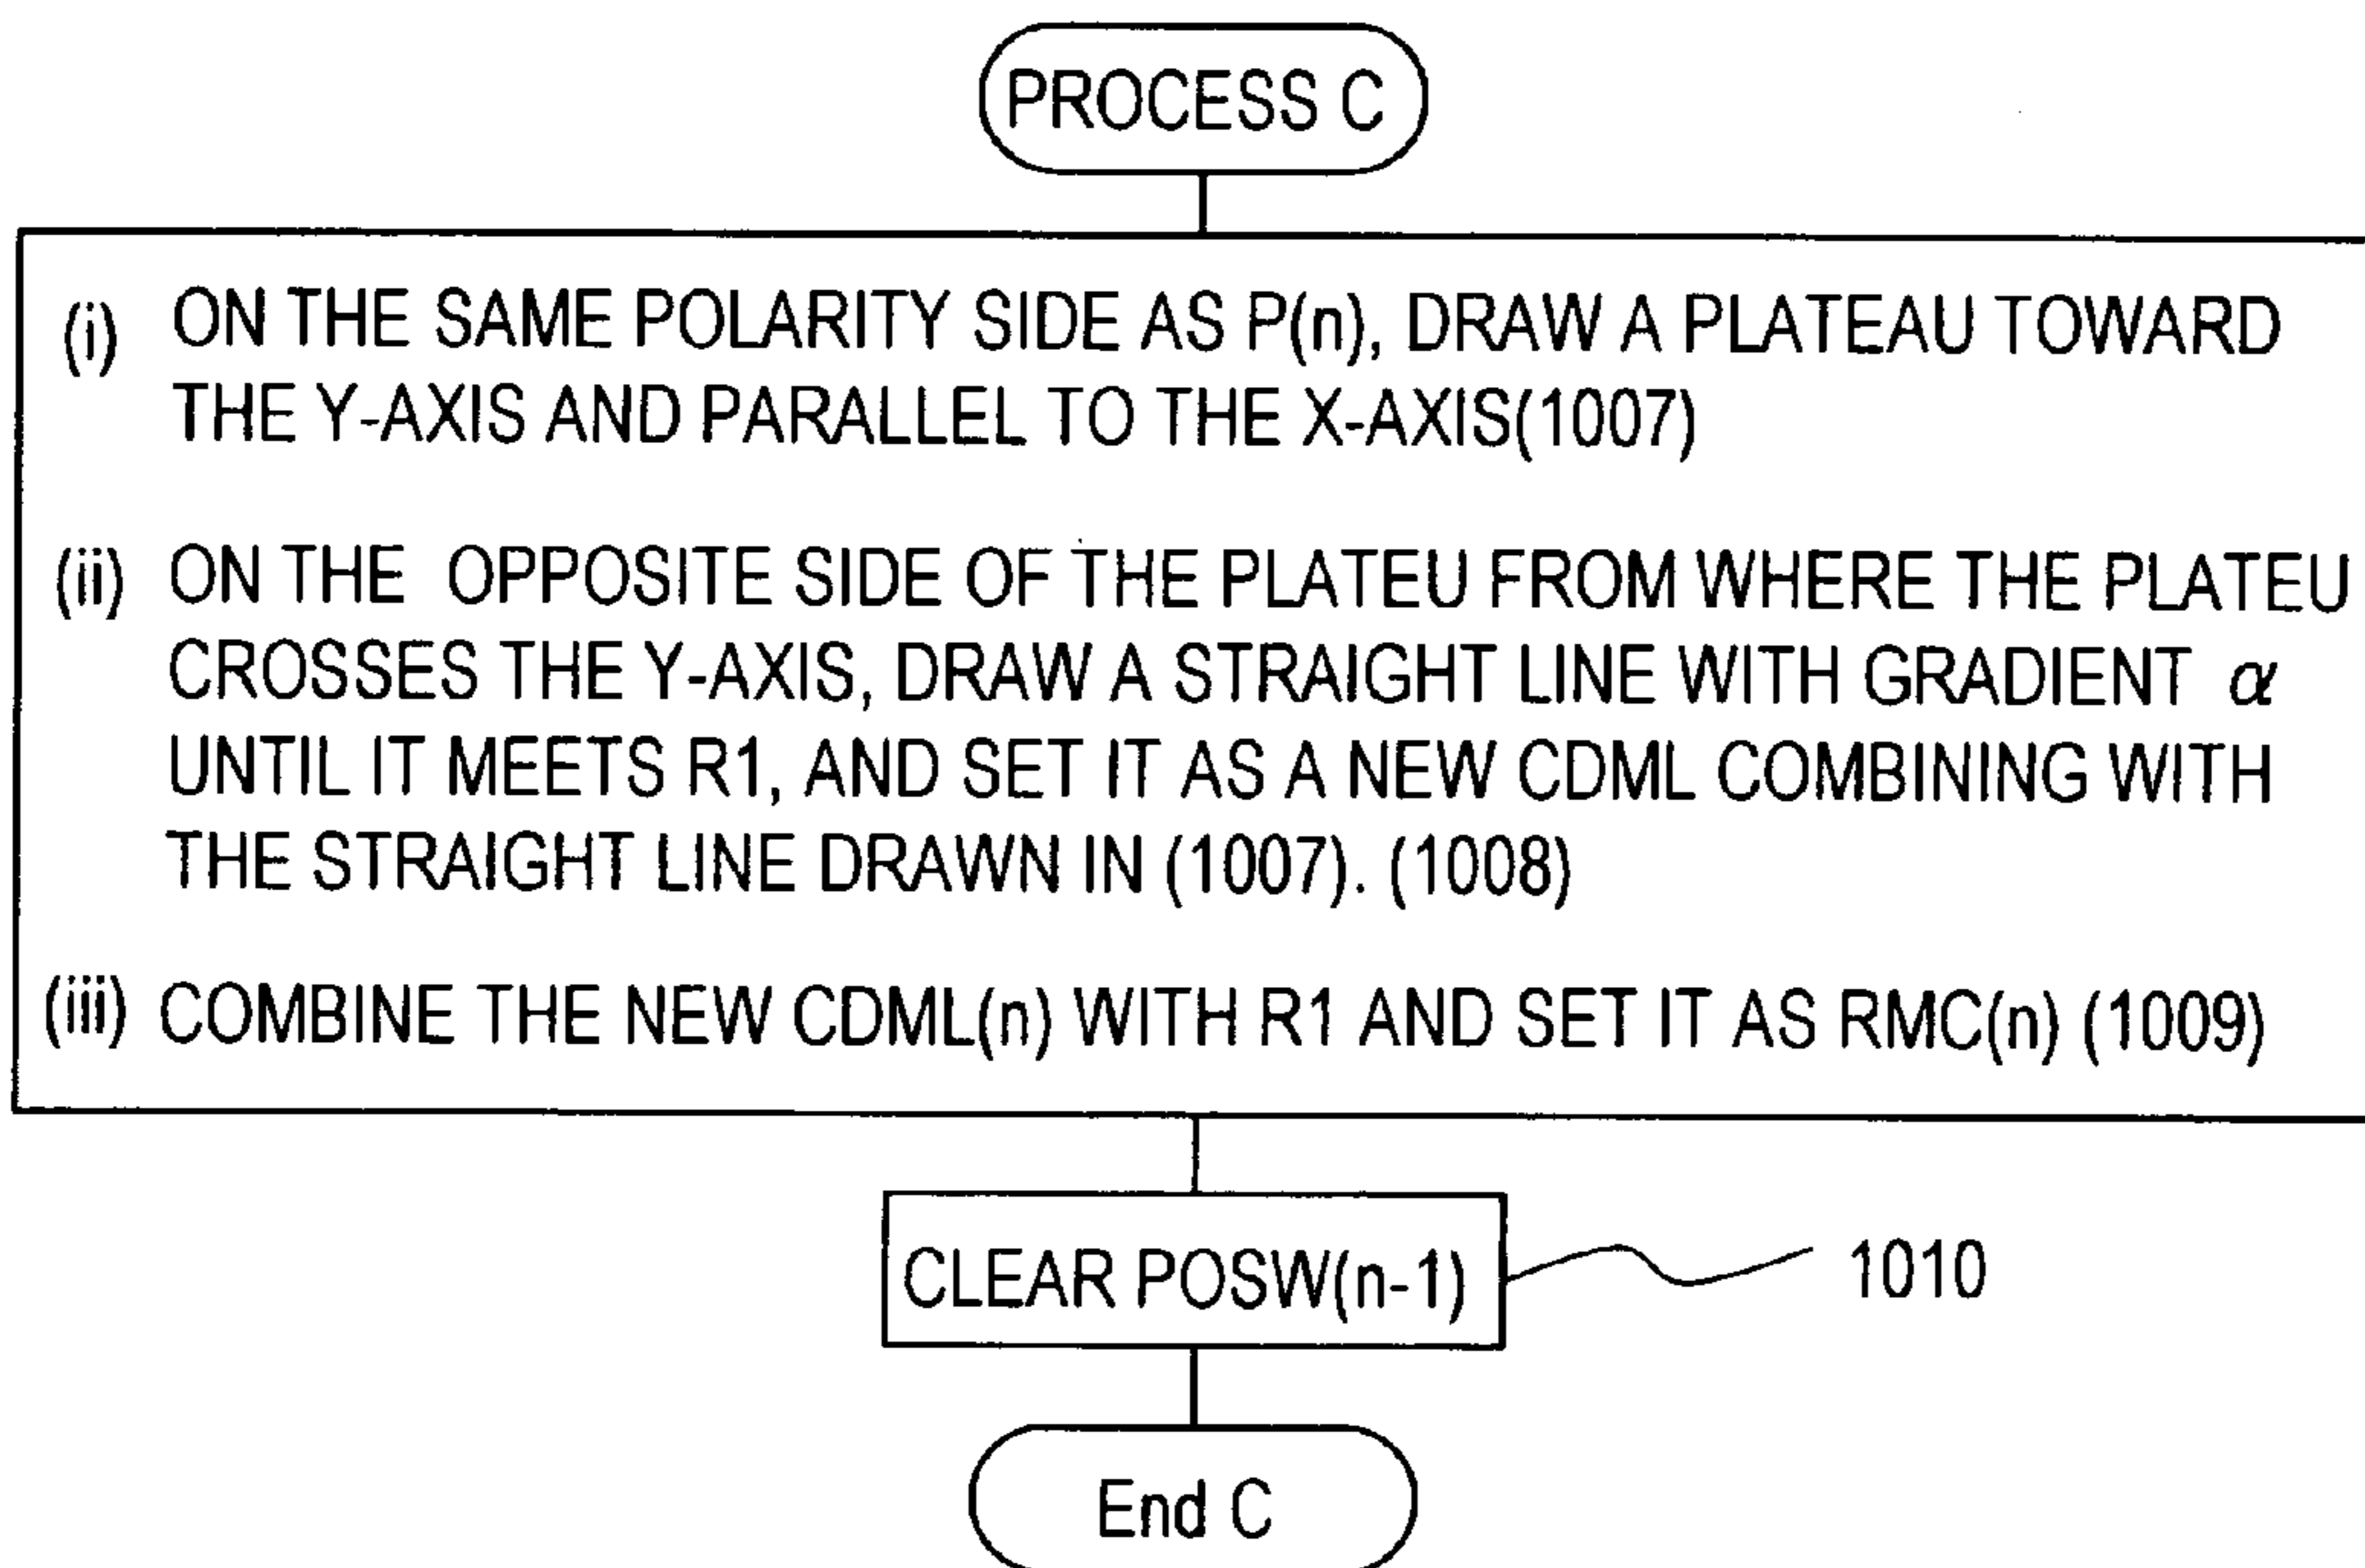 PROCESS C
(i) ON THE SAME POLARITY SIDE AS P(n), DRAW A PLATEAU TOWARD
THE Y-AXIS AND PARALLEL TO THE X-AXIS(1007)
(ii) ON THE OPPOSITE SIDE OF THE PLATEU FROM WHERE THE PLATEU
CROSSES THE Y-AXIS, DRAW A STRAIGHT LINE WITH GRADIENT α
UNTIL IT MEETS R1, AND SET IT AS A NEW CDML COMBINING WITH
THE STRAIGHT LINE DRAWN IN (1007). (1008)
(iii) COMBINE THE NEW CDML(n) WITH R1 AND SET IT AS RMC(n) (1009)
CLEAR POSW(n-1) 1010
End C